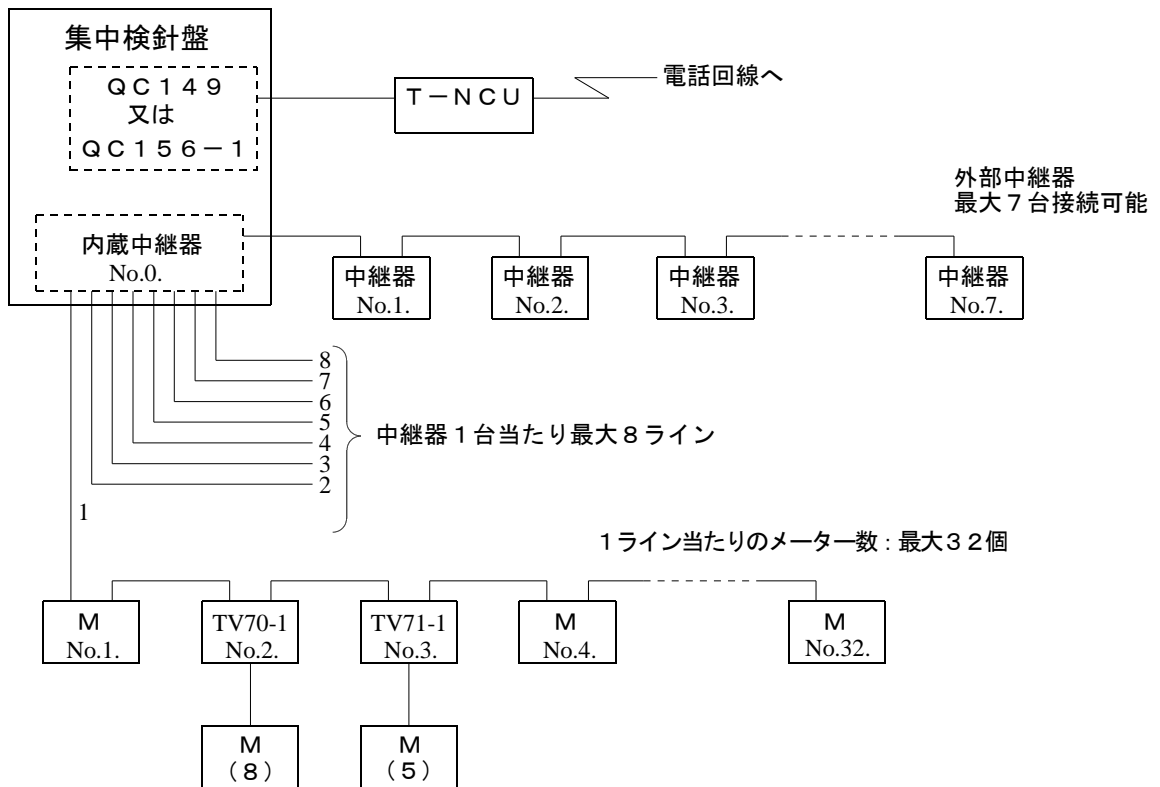 集中検針盤
ＱＣ１４９
又は
ＱＣ１５６－１
Ｔ－ＮＣＵ
電話回線へ
外部中継器
最大７台接続可能
内蔵中継器
No.0.
中継器
No.1.
中継器
No.2.
中継器
No.3.
中継器
No.7.
8
7
6
5
4
3
2
1
中継器１台当たり最大８ライン
１ライン当たりのメーター数：最大３２個
Ｍ
No.1.
TV70-1
No.2.
TV71-1
No.3.
Ｍ
No.4.
Ｍ
No.32.
Ｍ
（８）
Ｍ
（５）